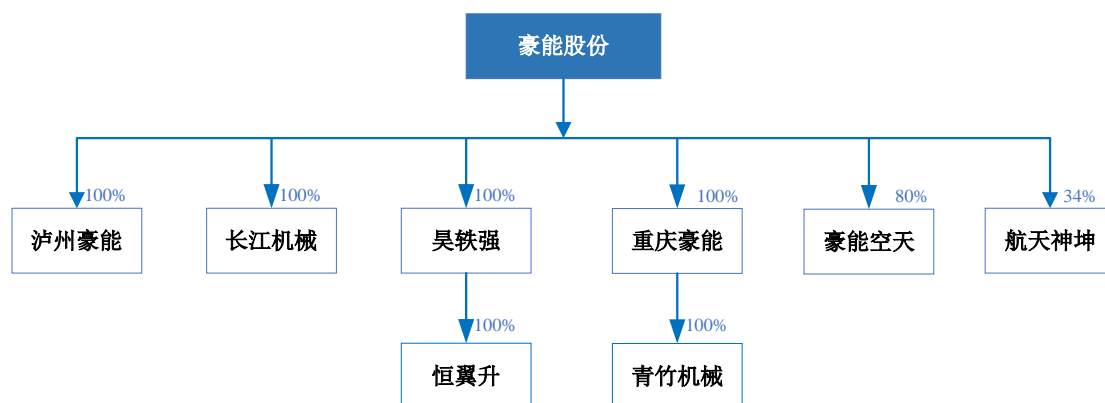 豪能股份
100%
100%
100%
100%
80%
34%
泸州豪能
长江机械
昊轶强
重庆豪能
豪能空天
航天神坤
100%
100%
恒翼升
青竹机械